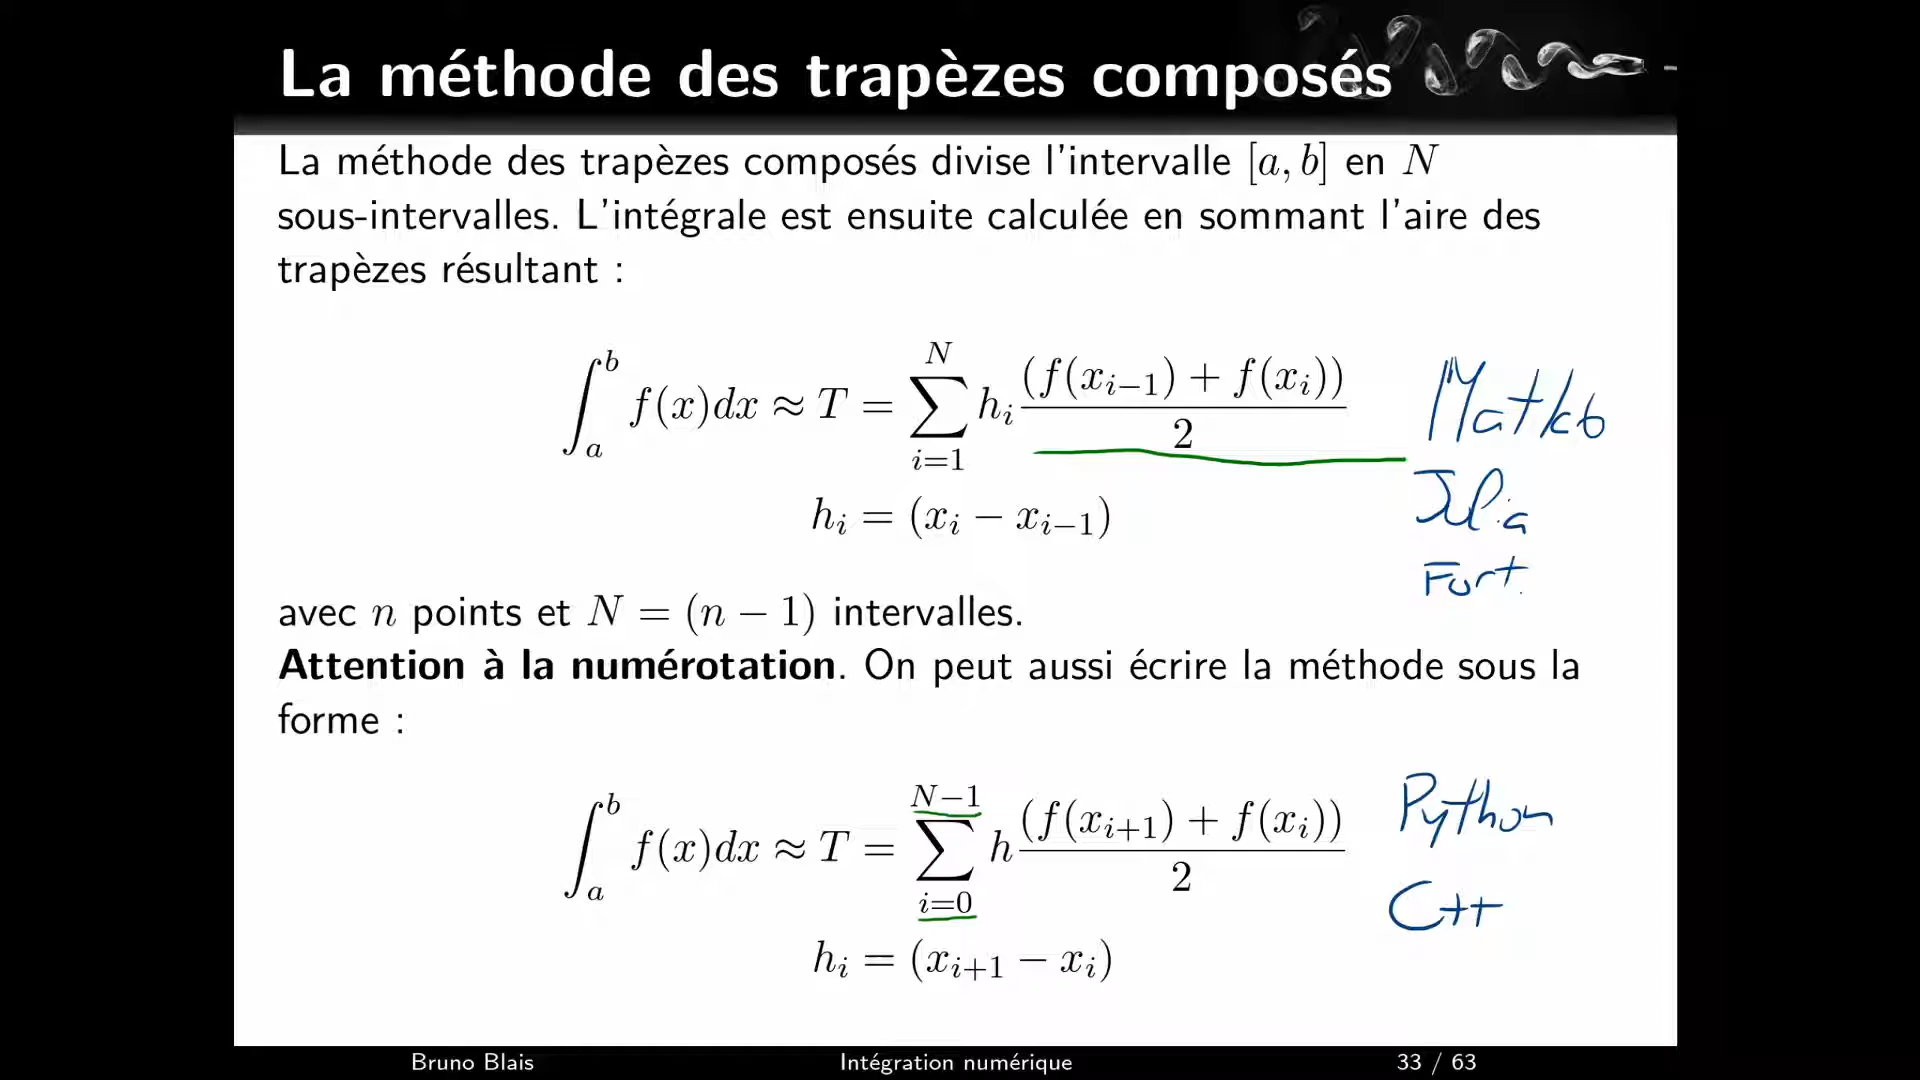 La méthode des trapèzes composés
La méthode des trapèzes composés divise l'intervalle [a, b] en N
sous-intervalles. L'intégrale est ensuite calculée en sommant l'aire des
trapèzes résultant :
∫_a^b f(x)dx ≈ T = ∑_{i=1}^{N} h_i (f(x_{i−1}) + f(x_i))/2
Matlab
h_i = (x_i − x_{i−1})
Julia
Fort.
avec n points et N = (n − 1) intervalles.
Attention à la numérotation. On peut aussi écrire la méthode sous la
forme :
∫_a^b f(x)dx ≈ T = ∑_{i=0}^{N−1} h (f(x_{i+1}) + f(x_i))/2
Python
C++
h_i = (x_{i+1} − x_i)
Bruno Blais
Intégration numérique
33 / 63